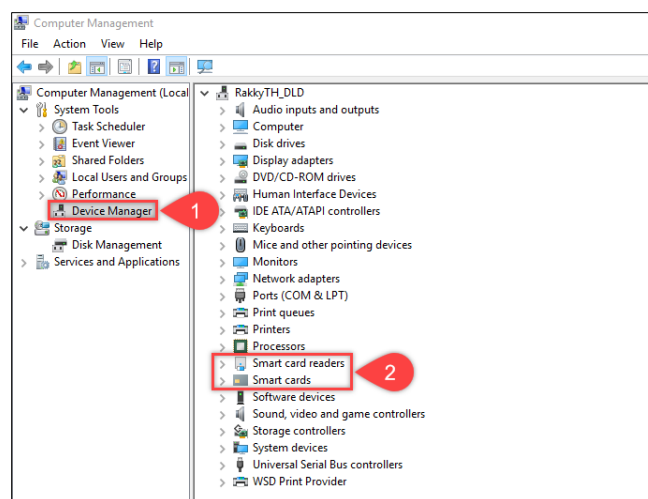 Computer Management
File Action View Help
Computer Management (Local
System Tools
Task Scheduler
Event Viewer
Shared Folders
Local Users and Groups
Performance
Device Manager
1
Storage
Disk Management
Services and Applications
RakkyTH_DLD
Audio inputs and outputs
Computer
Disk drives
Display adapters
DVD/CD-ROM drives
Human Interface Devices
IDE ATA/ATAPI controllers
Keyboards
Mice and other pointing devices
Monitors
Network adapters
Ports (COM & LPT)
Print queues
Printers
Processors
Smart card readers
Smart cards
2
Software devices
Sound, video and game controllers
Storage controllers
System devices
Universal Serial Bus controllers
WSD Print Provider